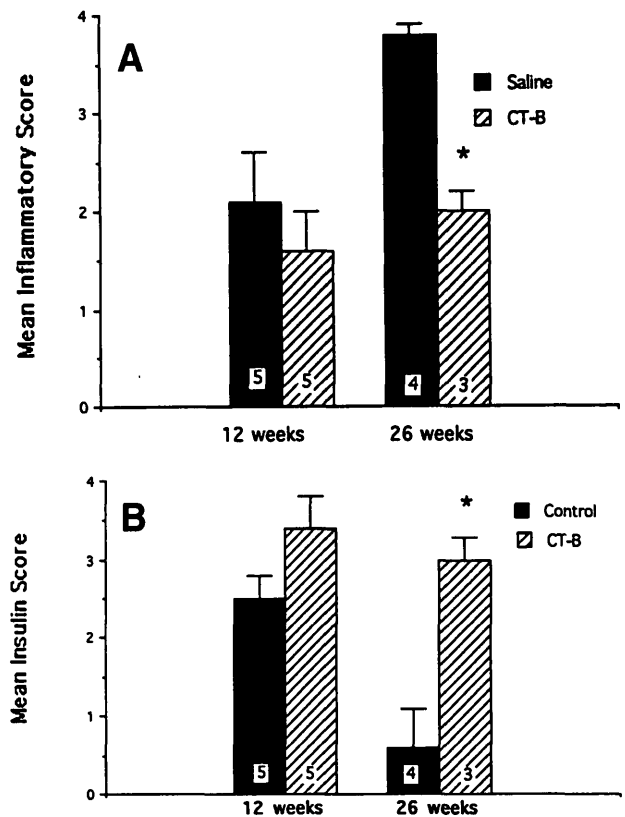 A
Mean Inflammatory Score
4
3
2
1
0
Saline
CT-B
*
5
5
4
3
12 weeks
26 weeks
B
Mean Insulin Score
4
3
2
1
0
Control
CT-B
*
5
5
4
3
12 weeks
26 weeks